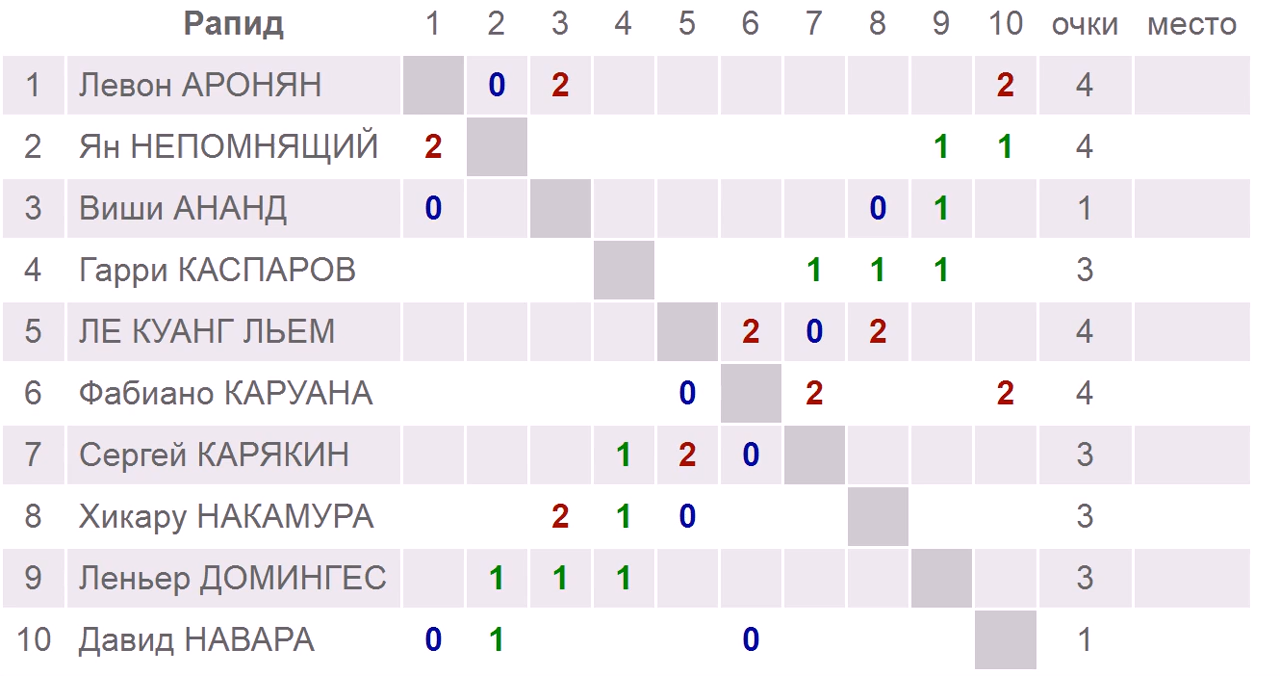 Рапид 1 2 3 4 5 6 7 8 9 10 очки место
1 Левон АРОНЯН 0 2 2 4
2 Ян НЕПОМНЯЩИЙ 2 1 1 4
3 Виши АНАНД 0 0 1 1
4 Гарри КАСПАРОВ 1 1 1 3
5 ЛЕ КУАНГ ЛЬЕМ 2 0 2 4
6 Фабиано КАРУАНА 0 2 2 4
7 Сергей КАРЯКИН 1 2 0 3
8 Хикару НАКАМУРА 2 1 0 3
9 Леньер ДОМИНГЕС 1 1 1 3
10 Давид НАВАРА 0 1 0 1